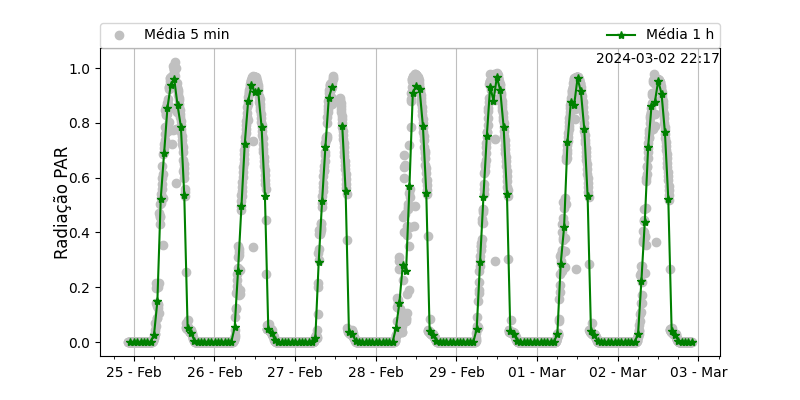 Média 5 min
Média 1 h
2024-03-02 22:17
Radiação PAR
1.0
0.8
0.6
0.4
0.2
0.0
25 - Feb
26 - Feb
27 - Feb
28 - Feb
29 - Feb
01 - Mar
02 - Mar
03 - Mar